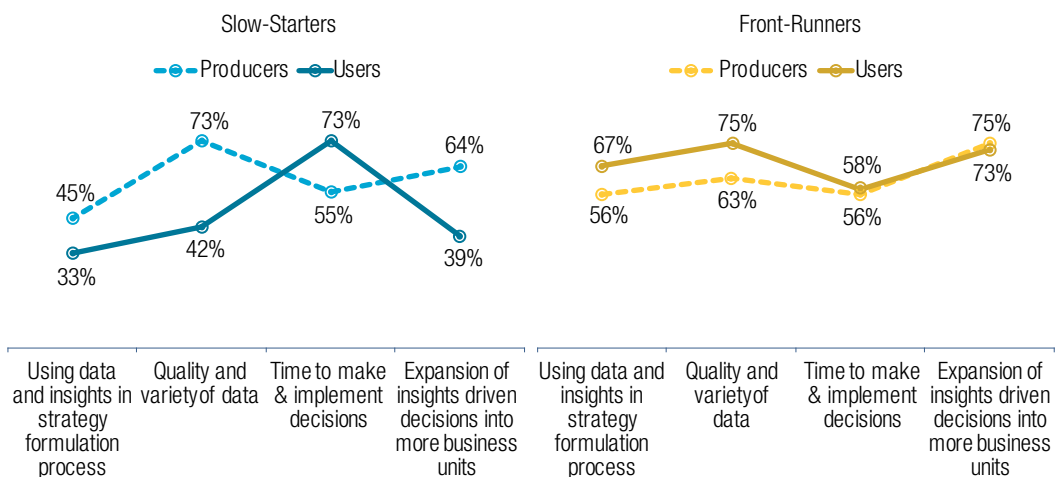 Slow-Starters
Producers Users
73% 73%
64%
45%
55%
42%
39%
33%
Using data
and insights in
strategy
formulation
process
Quality and
varietyof data
Time to make
& implement
decisions
Expansion of
insights driven
decisions into
more business
units
Front-Runners
Producers Users
75% 75%
67%
58%
73%
63%
56% 56%
Using data and
insights in
strategy
formulation
process
Quality and
varietyof
data
Time to make
& implement
decisions
Expansion of
insights driven
decisions into
more business
units